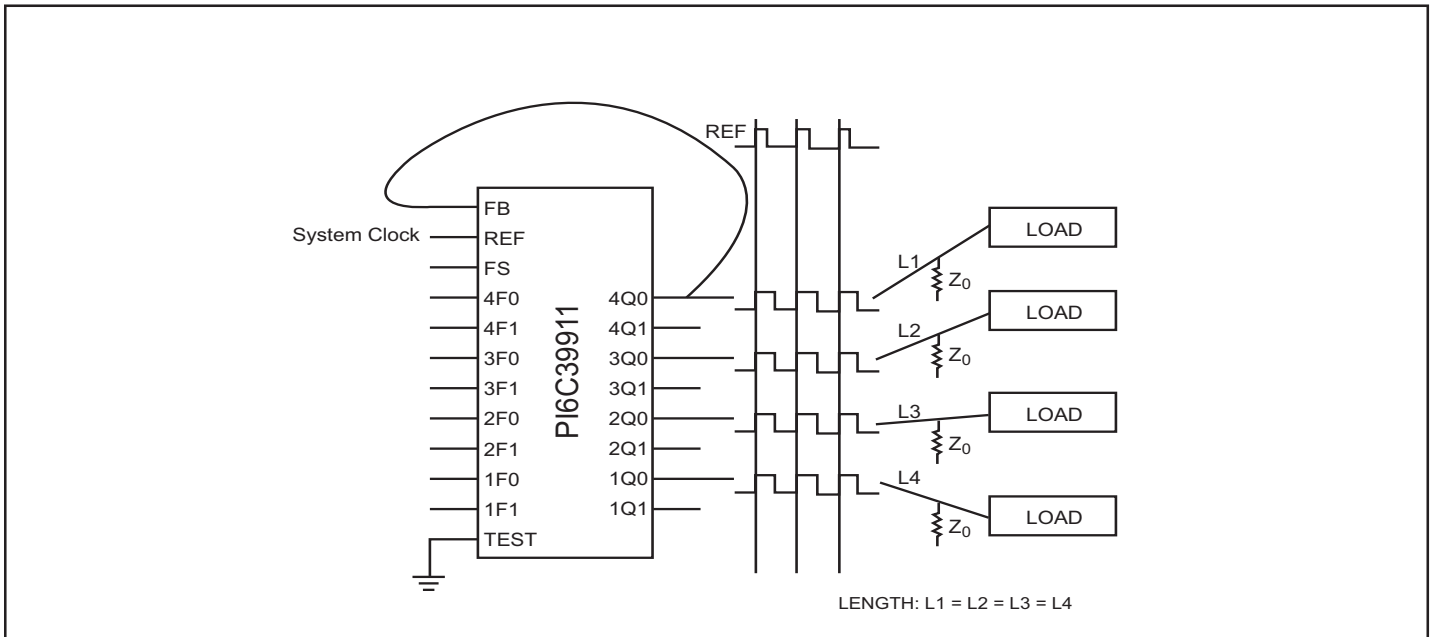 REF
FB
System Clock
REF
FS
4F0
4F1
3F0
3F1
2F0
2F1
1F0
1F1
TEST
PI6C39911
4Q0
4Q1
3Q0
3Q1
2Q0
2Q1
1Q0
1Q1
L1
Z0
LOAD
L2
Z0
LOAD
L3
Z0
LOAD
L4
Z0
LOAD
LENGTH: L1 = L2 = L3 = L4